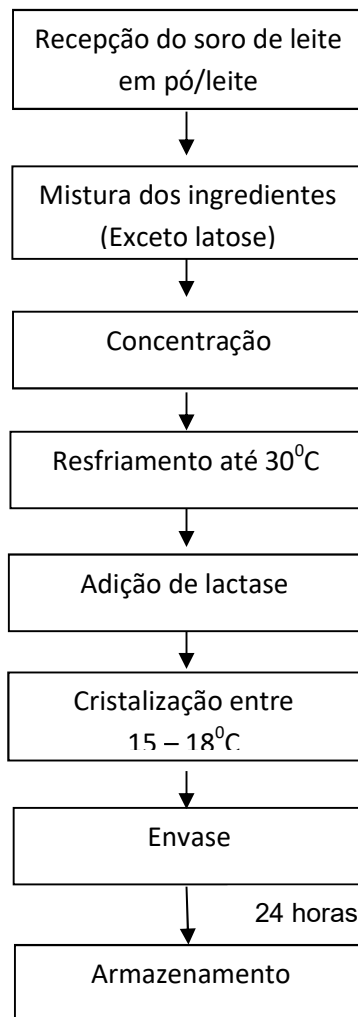 Recepção do soro de leite
em pó/leite
Mistura dos ingredientes
(Exceto latose)
Concentração
Resfriamento até 30⁰C
Adição de lactase
Cristalização entre
15 – 18⁰C
Envase
24 horas
Armazenamento